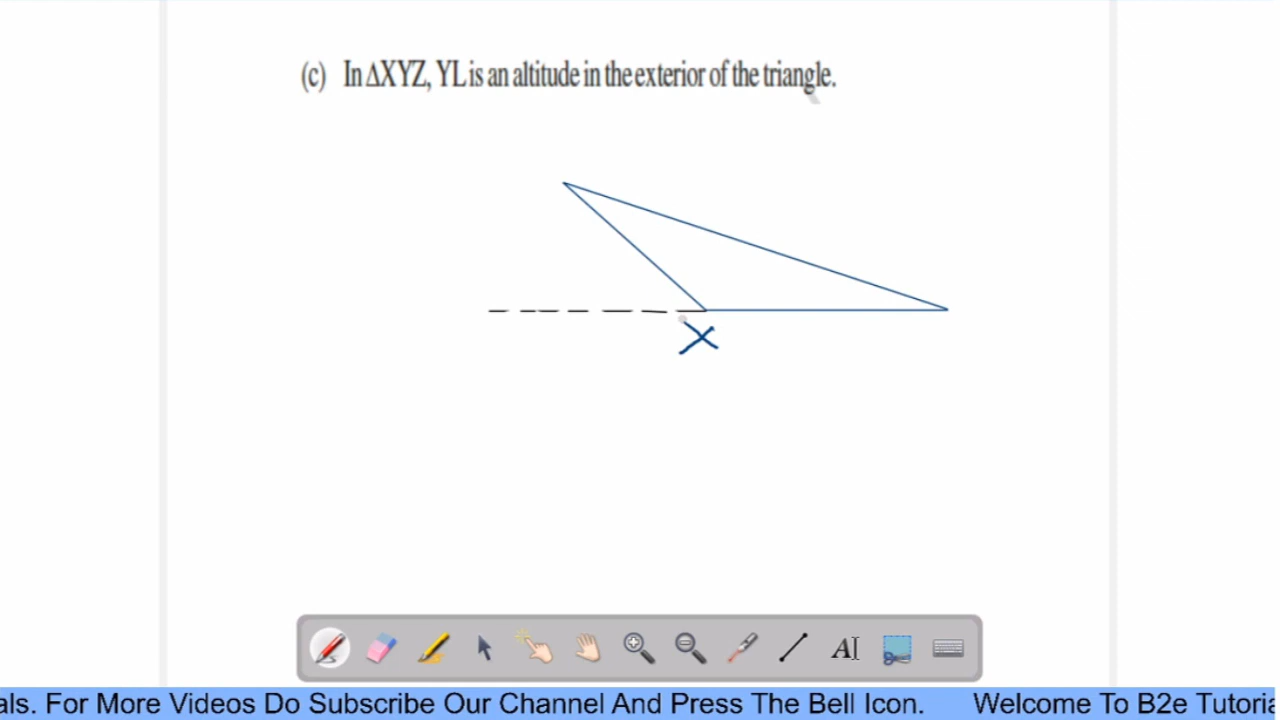 (c) In ΔXYZ, YL is an altitude in the exterior of the triangle.
X
AI
als. For More Videos Do Subscribe Our Channel And Press The Bell Icon. Welcome To B2e Tutoria